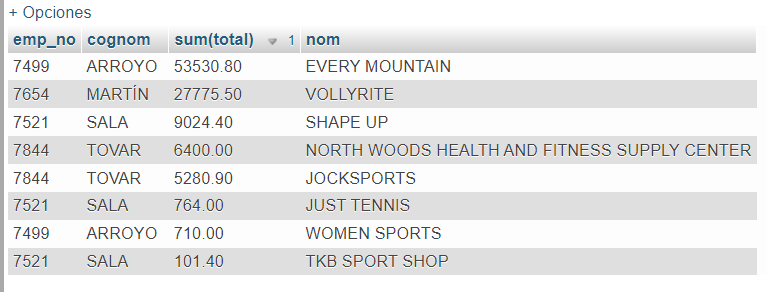 + Opciones
emp_no cognom sum(total) 1 nom
7499 ARROYO 53530.80 EVERY MOUNTAIN
7654 MARTÍN 27775.50 VOLLYRITE
7521 SALA 9024.40 SHAPE UP
7844 TOVAR 6400.00 NORTH WOODS HEALTH AND FITNESS SUPPLY CENTER
7844 TOVAR 5280.90 JOCKSPORTS
7521 SALA 764.00 JUST TENNIS
7499 ARROYO 710.00 WOMEN SPORTS
7521 SALA 101.40 TKB SPORT SHOP